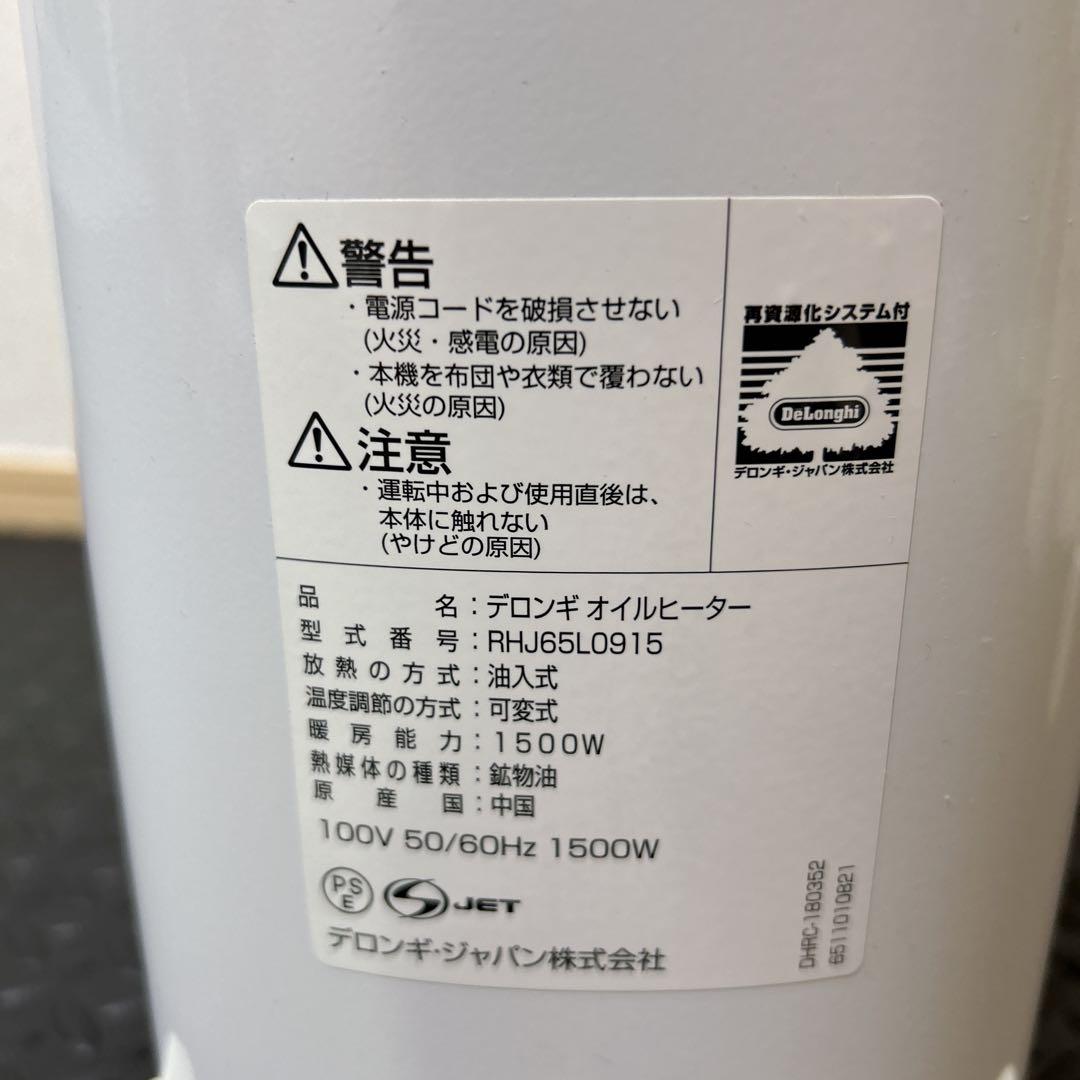 警告
・電源コードを破損させない
(火災・感電の原因)
・本機を布団や衣類で覆わない
(火災の原因)
注意
・運転中および使用直後は、
本体に触れない
(やけどの原因)
再資源化システム付
DeLonghi
デロンギ・ジャパン株式会社
品名:デロンギ オイルヒーター
型式番号:RHJ65L0915
放熱の方式:油入式
温度調節の方式:可変式
暖房能力:1500W
熱媒体の種類:鉱物油
原産国:中国
100V 50/60Hz 1500W
PSE
JET
デロンギ・ジャパン株式会社
DHRC-180352
6511010821